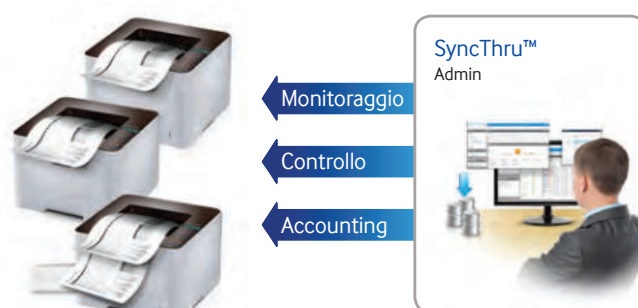 SyncThru™
Admin
Monitoraggio
Controllo
Accounting